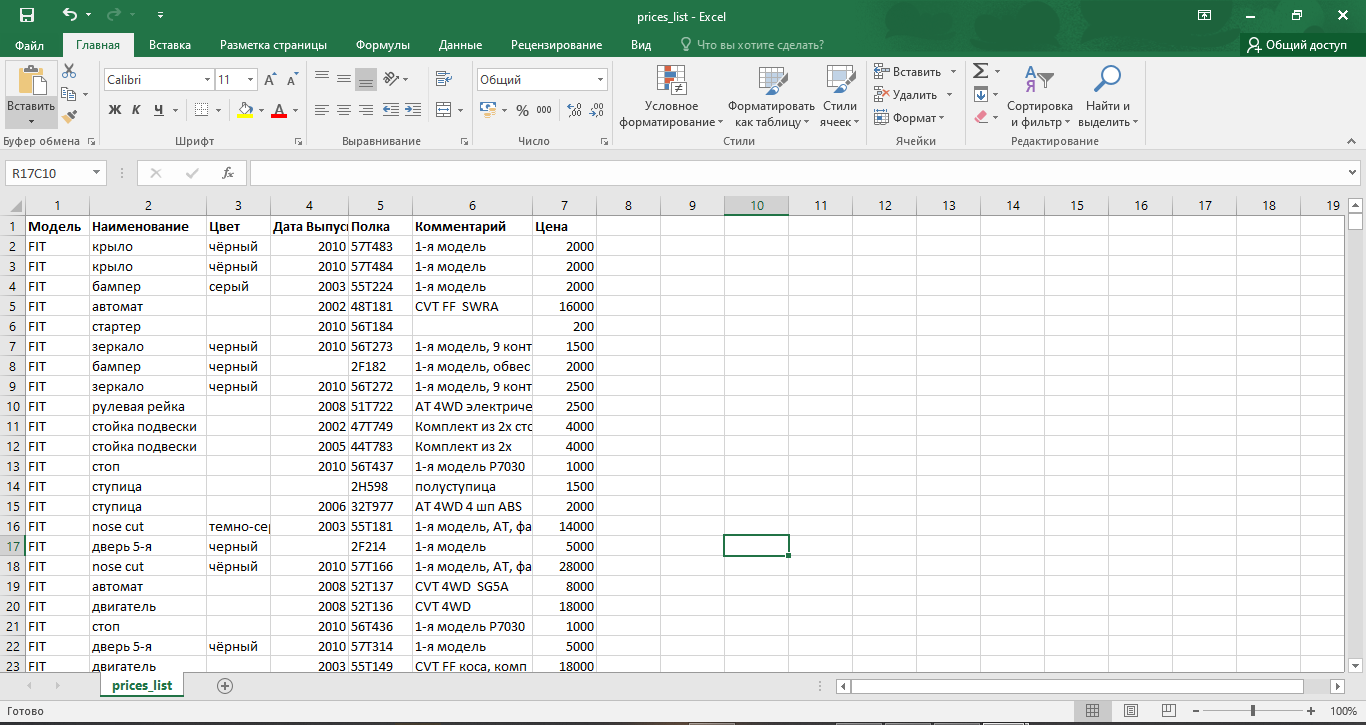 prices_list - Excel
Файл Главная Вставка Разметка страницы Формулы Данные Рецензирование Вид Что вы хотите сделать? Общий доступ
Вставить
Calibri 11
Ж К Ч
Общий
% 000
Условное форматирование
Форматировать как таблицу
Стили ячеек
Вставить
Удалить
Формат
Сортировка и фильтр
Найти и выделить
Буфер обмена Шрифт Выравнивание Число Стили Ячейки Редактирование
R17C10 fx
1 2 3 4 5 6 7 8 9 10 11 12 13 14 15 16 17 18 19
1 Модель Наименование Цвет Дата Выпус Полка Комментарий Цена
2 FIT крыло чёрный 2010 57T483 1-я модель 2000
3 FIT крыло чёрный 2010 57T484 1-я модель 2000
4 FIT бампер серый 2003 55T224 1-я модель 2000
5 FIT автомат 2002 48T181 CVT FF SWRA 16000
6 FIT стартер 2010 56T184 200
7 FIT зеркало черный 2010 56T273 1-я модель, 9 конт 1500
8 FIT бампер черный 2F182 1-я модель, обвес 2000
9 FIT зеркало черный 2010 56T272 1-я модель, 9 конт 2500
10 FIT рулевая рейка 2008 51T722 AT 4WD электриче 2500
11 FIT стойка подвески 2002 47T749 Комплект из 2х сто 4000
12 FIT стойка подвески 2005 44T783 Комплект из 2х 4000
13 FIT стоп 2010 56T437 1-я модель P7030 1000
14 FIT ступица 2H598 полуступица 1500
15 FIT ступица 2006 32T977 AT 4WD 4 шп ABS 2000
16 FIT nose cut темно-сер 2003 55T181 1-я модель, AT, фа 14000
17 FIT дверь 5-я черный 2F214 1-я модель 5000
18 FIT nose cut чёрный 2010 57T166 1-я модель, AT, фа 28000
19 FIT автомат 2008 52T137 CVT 4WD SG5A 8000
20 FIT двигатель 2008 52T136 CVT 4WD 18000
21 FIT стоп 2010 56T436 1-я модель P7030 1000
22 FIT дверь 5-я чёрный 2010 57T314 1-я модель 5000
23 FIT двигатель 2003 55T149 CVT FF коса, комп 18000
prices_list
Готово 100%